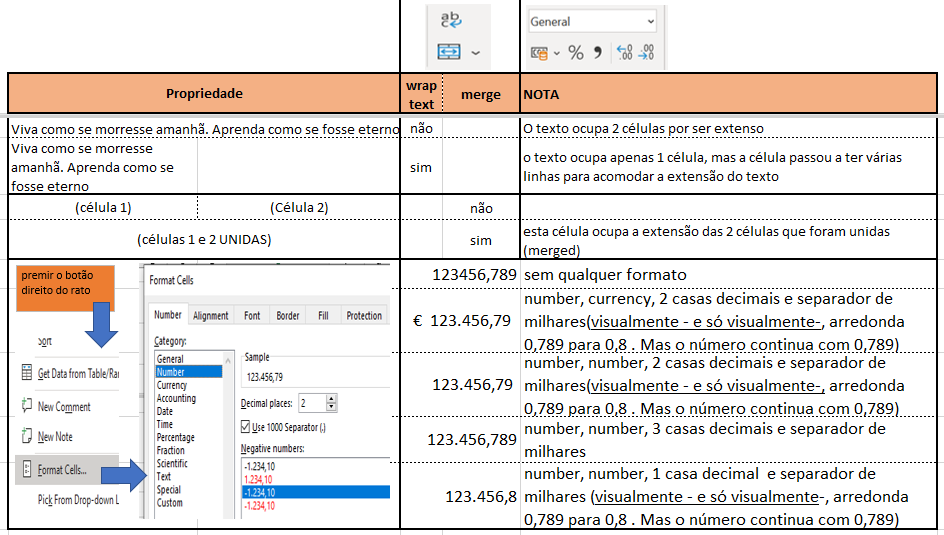 ab
c
General
% , ,00 ,00
Propriedade
wrap
text
merge
NOTA
Viva como se morresse amanhã. Aprenda como se fosse eterno
não
O texto ocupa 2 células por ser extenso
Viva como se morresse
amanhã. Aprenda como se
fosse eterno
sim
o texto ocupa apenas 1 célula, mas a célula passou a ter várias
linhas para acomodar a extensão do texto
(célula 1)
(Célula 2)
não
(células 1 e 2 UNIDAS)
sim
esta célula ocupa a extensão das 2 células que foram unidas
(merged)
premir o botão
direito do rato
Sort
Get Data from Table/Ran
New Comment
New Note
Format Cells...
Pick From Drop-down L
Format Cells
Number
Alignment
Font
Border
Fill
Protection
Category:
General
Number
Currency
Accounting
Date
Time
Percentage
Fraction
Scientific
Text
Special
Custom
Sample
123.456,79
Decimal places: 2
Use 1000 Separator (.)
Negative numbers:
-1.234,10
1.234,10
-1.234,10
-1.234,10
123456,789
sem qualquer formato
€ 123.456,79
number, currency, 2 casas decimais e separador de
milhares(visualmente - e só visualmente-, arredonda
0,789 para 0,8 . Mas o número continua com 0,789)
123.456,79
number, number, 2 casas decimais e separador de
milhares(visualmente - e só visualmente-, arredonda
0,789 para 0,8 . Mas o número continua com 0,789)
123.456,789
number, number, 3 casas decimais e separador de
milhares
123.456,8
number, number, 1 casa decimal e separador de
milhares (visualmente - e só visualmente-, arredonda
0,789 para 0,8 . Mas o número continua com 0,789)